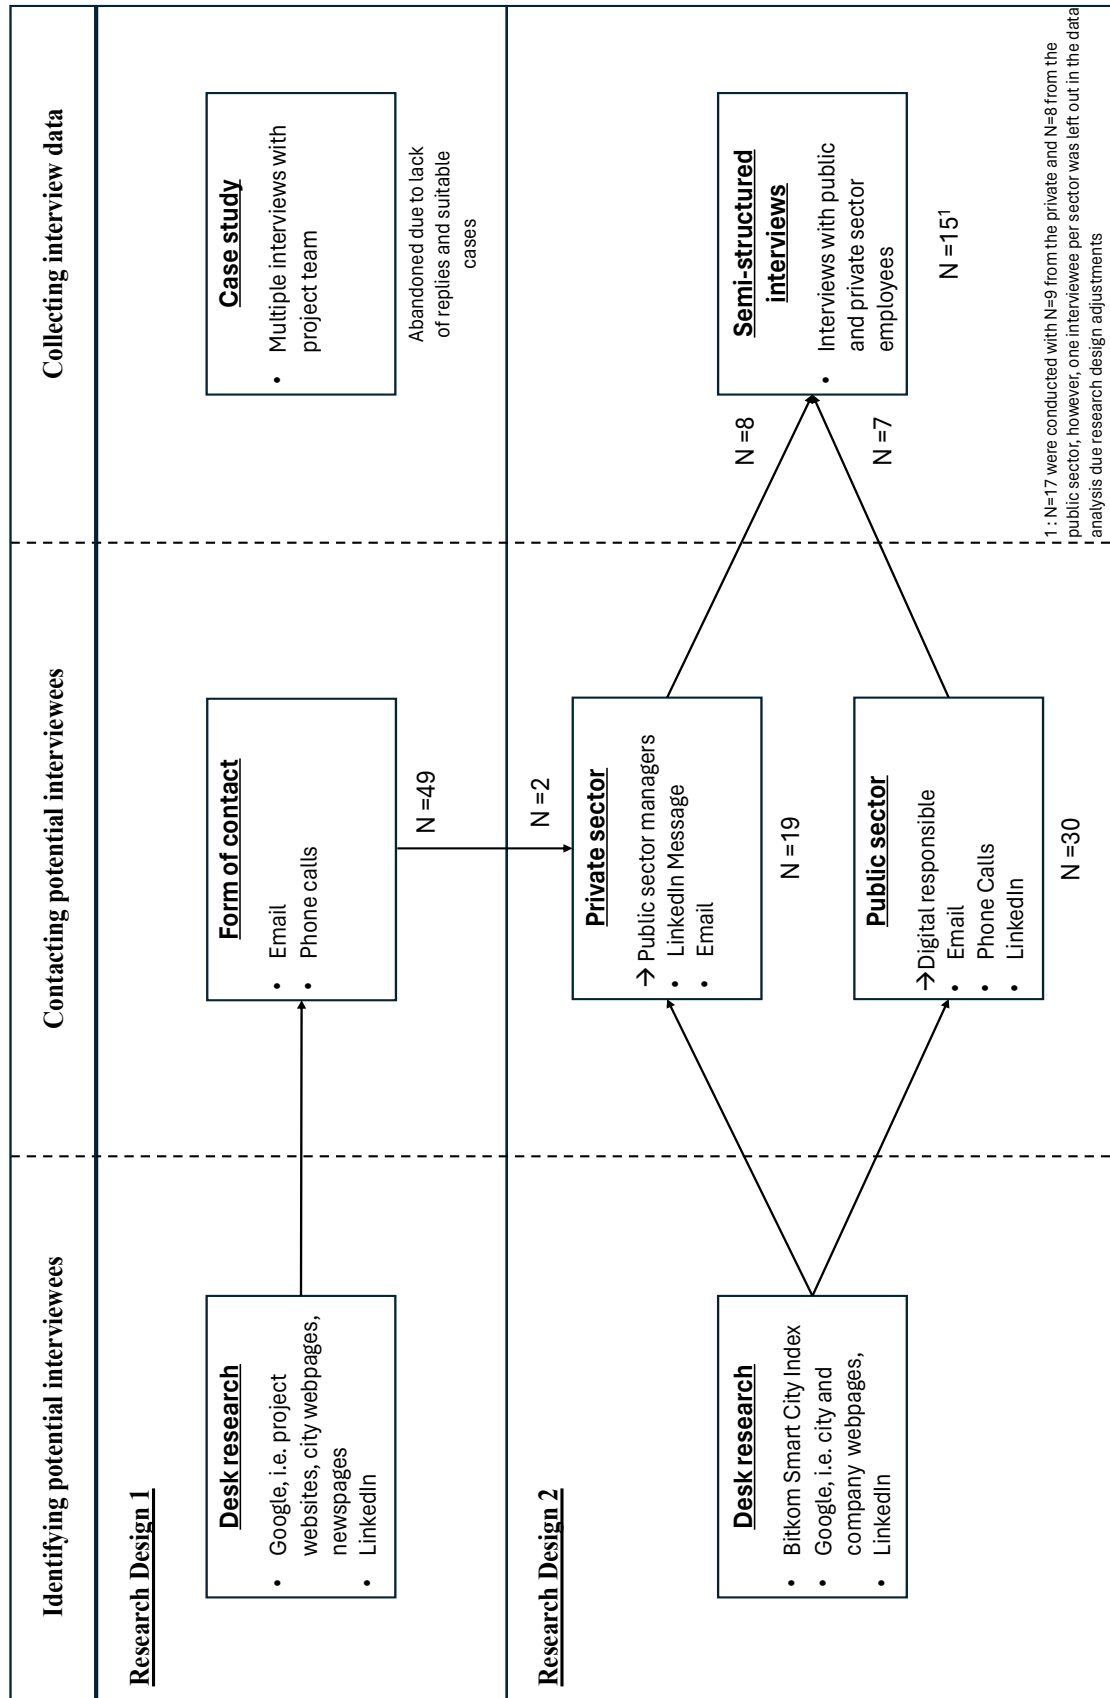 Identifying potential interviewees
Contacting potential interviewees
Collecting interview data
Research Design 1
Desk research
• Google, i.e. project
websites, city webpages,
newspages
• LinkedIn
Form of contact
• Email
• Phone calls
N =49
Case study
• Multiple interviews with
project team
Abandoned due to lack
of replies and suitable
cases
Research Design 2
Desk research
• Bitkom Smart City Index
• Google, i.e. city and
company webpages,
• LinkedIn
N =2
Private sector
→ Public sector managers
• LinkedIn Message
• Email
N =19
Public sector
→Digital responsible
• Email
• Phone Calls
• LinkedIn
N =30
N =8
N =7
Semi-structured
interviews
• Interviews with public
and private sector
employees
N =15¹
1 : N=17 were conducted with N=9 from the private and N=8 from the
public sector, however, one interviewee per sector was left out in the data
analysis due research design adjustments